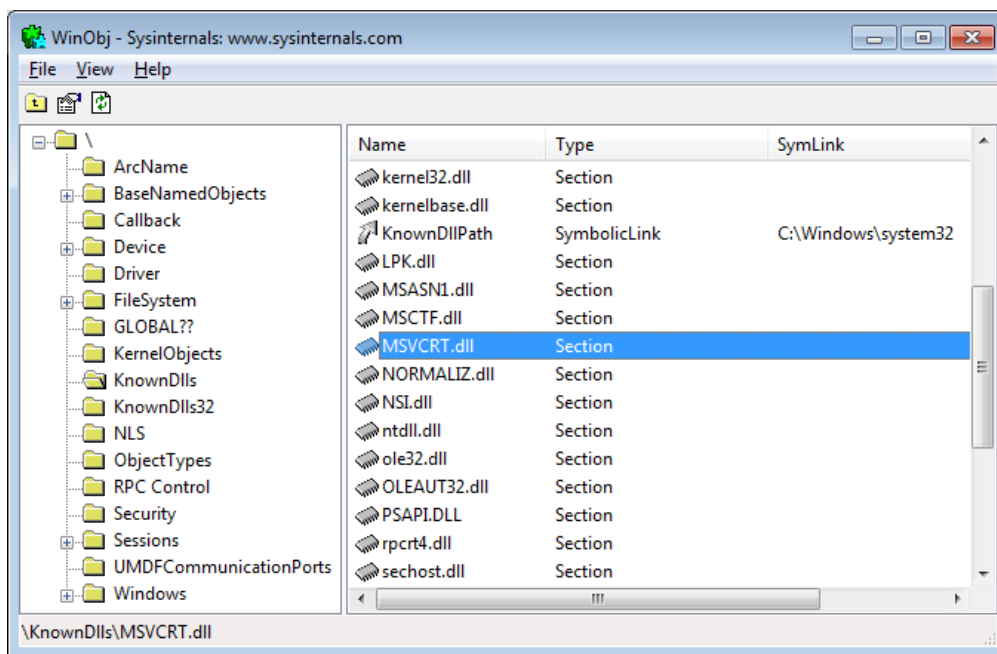 WinObj - Sysinternals: www.sysinternals.com
File View Help
\
ArcName
BaseNamedObjects
Callback
Device
Driver
FileSystem
GLOBAL??
KernelObjects
KnownDlls
KnownDlls32
NLS
ObjectTypes
RPC Control
Security
Sessions
UMDFCommunicationPorts
Windows
Name Type SymLink
kernel32.dll Section
kernelbase.dll Section
KnownDllPath SymbolicLink C:\Windows\system32
LPK.dll Section
MSASN1.dll Section
MSCTF.dll Section
MSVCRT.dll Section
NORMALIZ.dll Section
NSI.dll Section
ntdll.dll Section
ole32.dll Section
OLEAUT32.dll Section
PSAPI.DLL Section
rpcrt4.dll Section
sechost.dll Section
\KnownDlls\MSVCRT.dll